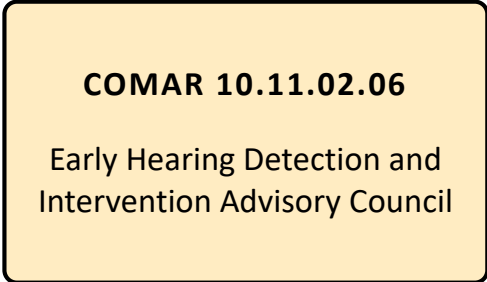 COMAR 10.11.02.06
Early Hearing Detection and
Intervention Advisory Council